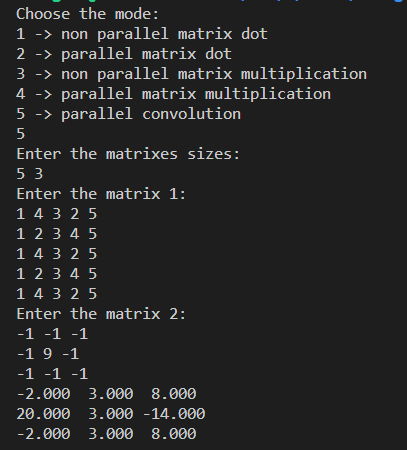 Choose the mode:
1 -> non parallel matrix dot
2 -> parallel matrix dot
3 -> non parallel matrix multiplication
4 -> parallel matrix multiplication
5 -> parallel convolution
5
Enter the matrixes sizes:
5 3
Enter the matrix 1:
1 4 3 2 5
1 2 3 4 5
1 4 3 2 5
1 2 3 4 5
1 4 3 2 5
Enter the matrix 2:
-1 -1 -1
-1 9 -1
-1 -1 -1
-2.000  3.000  8.000
20.000  3.000 -14.000
-2.000  3.000  8.000